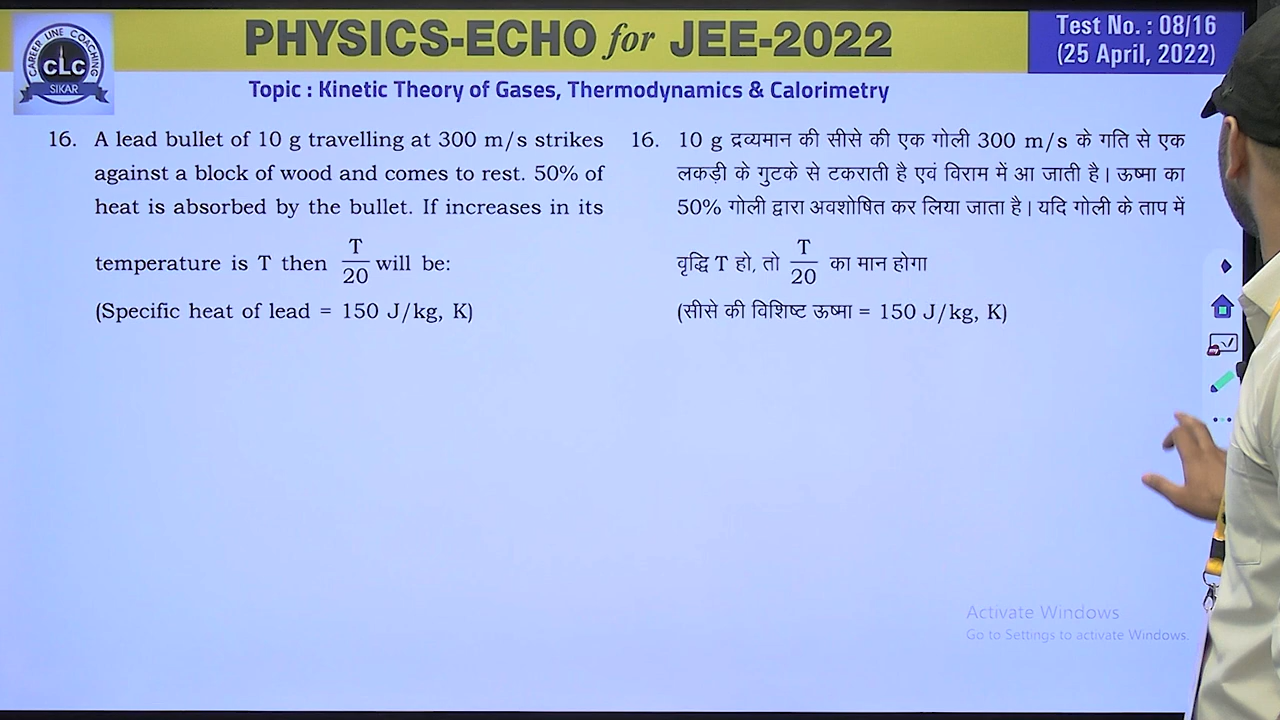 CAREER LINE COACHING
CLC
SIKAR
PHYSICS-ECHO for JEE-2022
Test No. : 08/16
(25 April, 2022)
Topic : Kinetic Theory of Gases, Thermodynamics & Calorimetry
16. A lead bullet of 10 g travelling at 300 m/s strikes
against a block of wood and comes to rest. 50% of
heat is absorbed by the bullet. If increases in its
temperature is T then T/20 will be:
(Specific heat of lead = 150 J/kg, K)
16. 10 g द्रव्यमान की सीसे की एक गोली 300 m/s के गति से एक
लकड़ी के गुटके से टकराती है एवं विराम में आ जाती है। ऊष्मा का
50% गोली द्वारा अवशोषित कर लिया जाता है। यदि गोली के ताप में
वृद्धि T हो, तो T/20 का मान होगा
(सीसे की विशिष्ट ऊष्मा = 150 J/kg, K)
Activate Windows
Go to Settings to activate Windows.